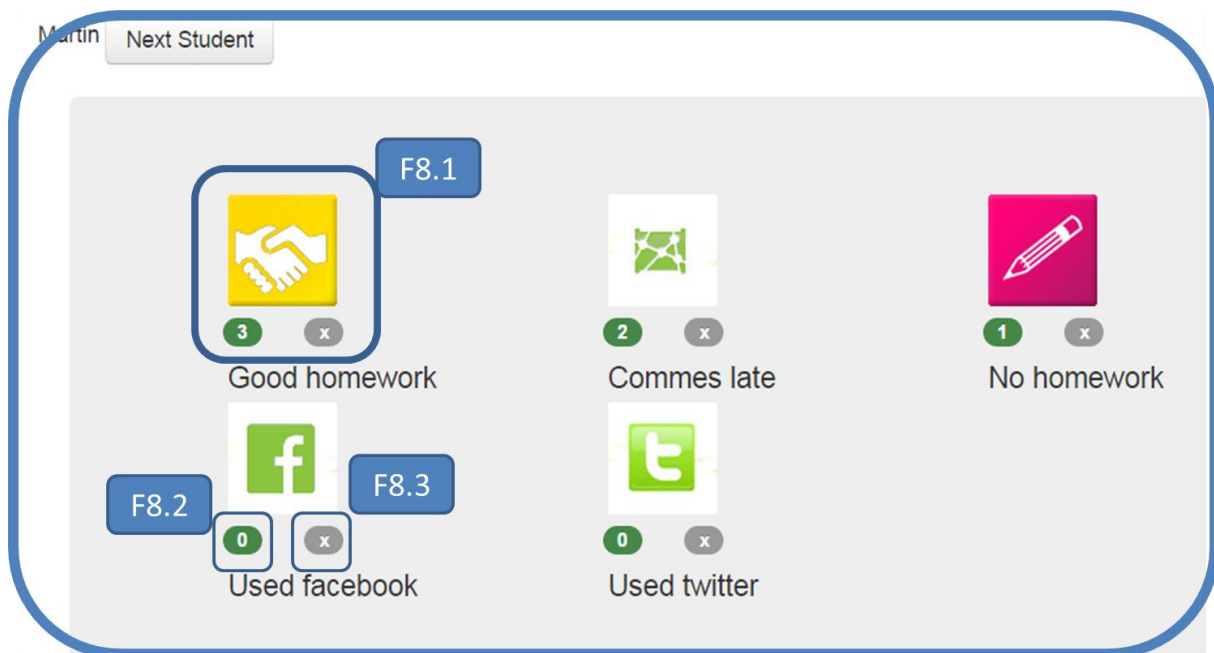 Martin Next Student
F8.1
3 x 2 x 1 x
Good homework Commes late No homework
F8.2 F8.3
0 x 0 x
Used facebook Used twitter